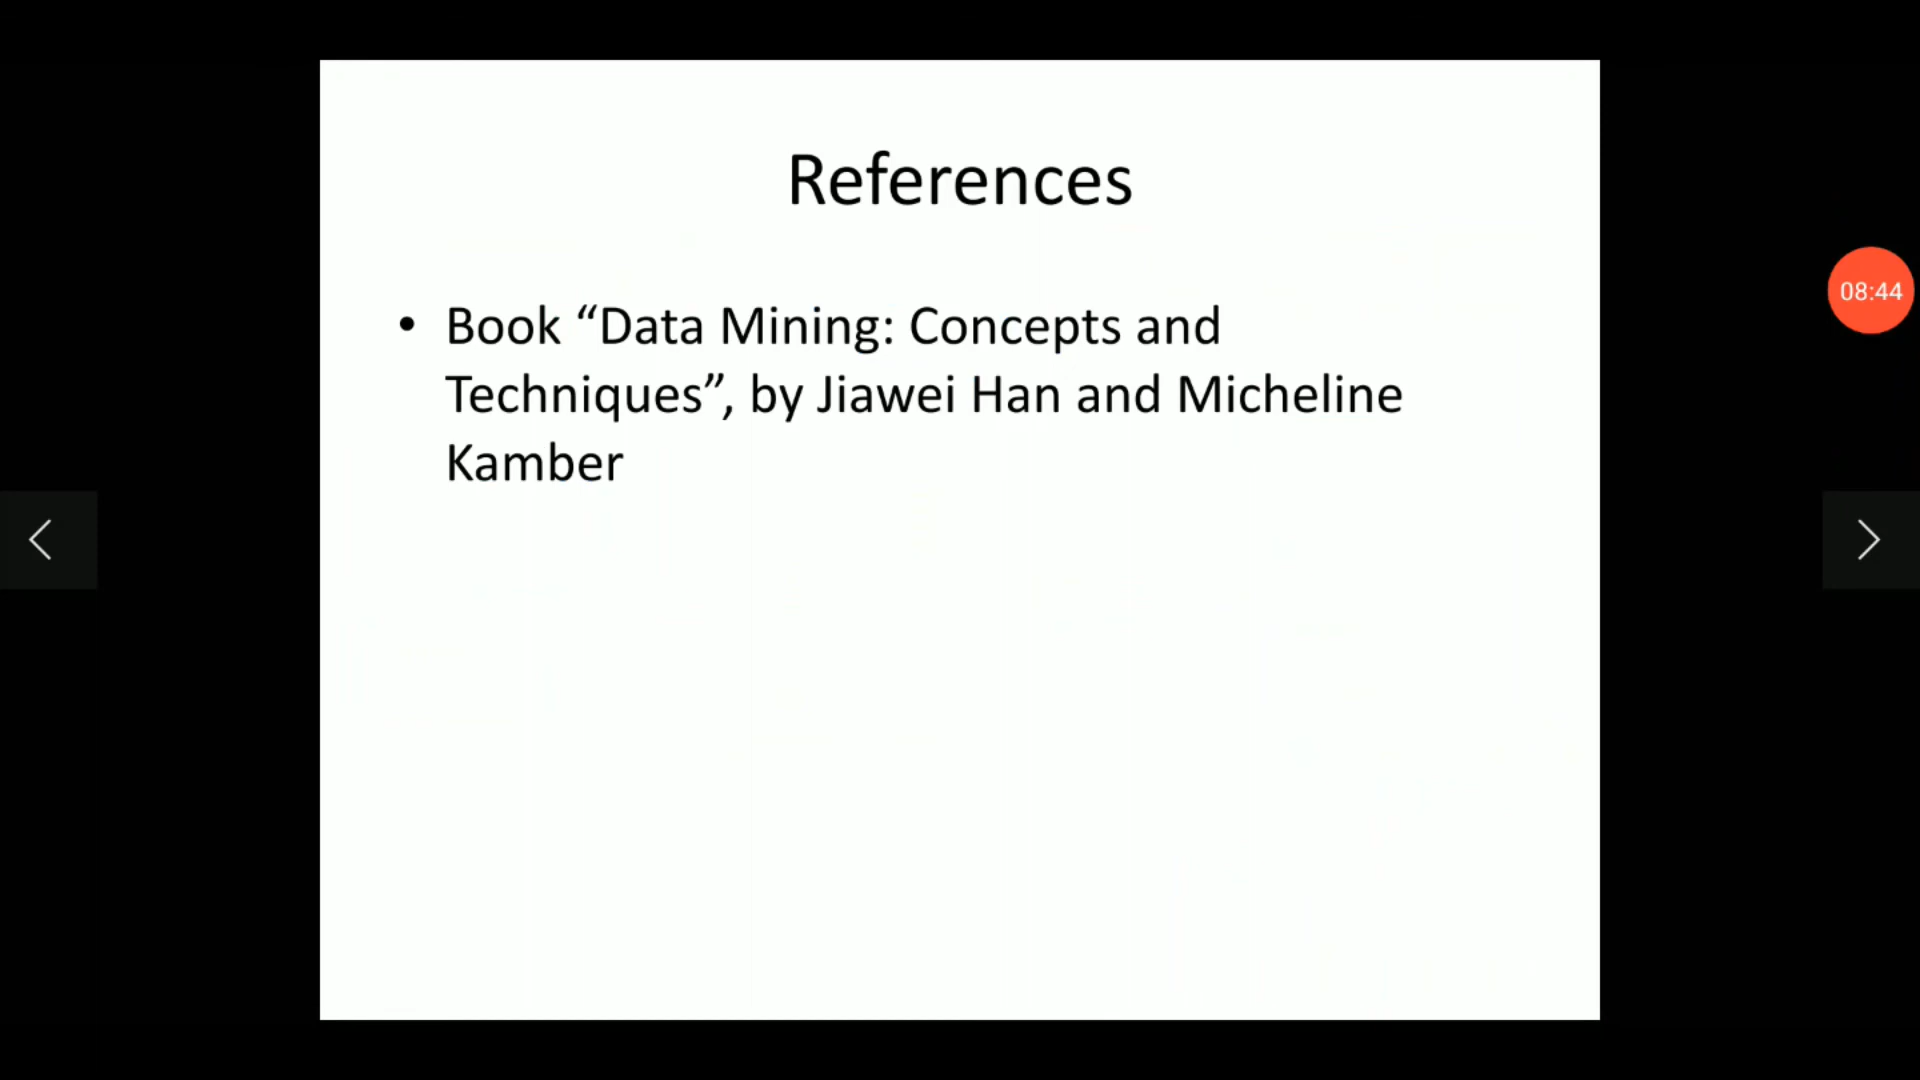 References
• Book “Data Mining: Concepts and
Techniques”, by Jiawei Han and Micheline
Kamber
08:44